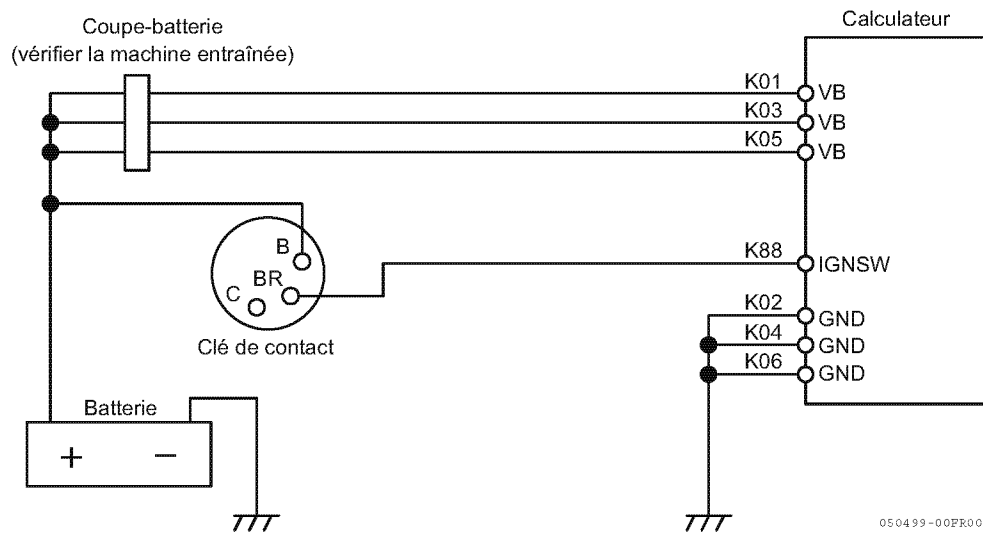 Coupe-batterie
(vérifier la machine entraînée)
Calculateur
K01
VB
K03
VB
K05
VB
B
BR
C
Clé de contact
K88
IGNSW
K02
GND
K04
GND
K06
GND
Batterie
+
−
050499-00FR00